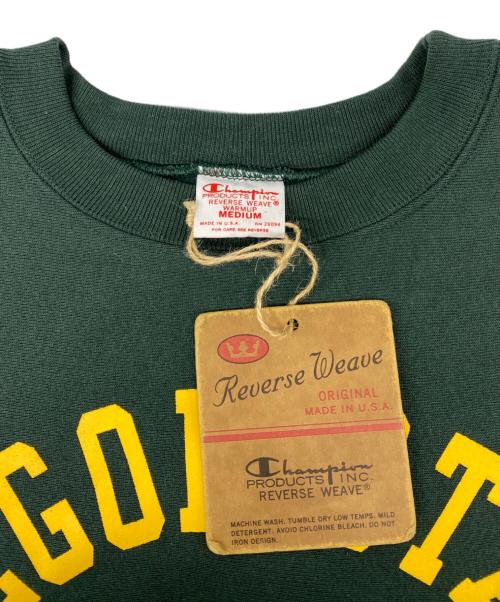 Champion
PRODUCTS INC.
REVERSE WEAVE®
WARMUP
MEDIUM
MADE IN U.S.A. RN 26094
FOR CARE SEE REVERSE
Reverse Weave
ORIGINAL
MADE IN U.S.A.
Champion
PRODUCTS INC.
REVERSE WEAVE®
MACHINE WASH. TUMBLE DRY LOW TEMPS. MILD
DETERGENT. AVOID CHLORINE BLEACH. DO NOT
IRON DESIGN.